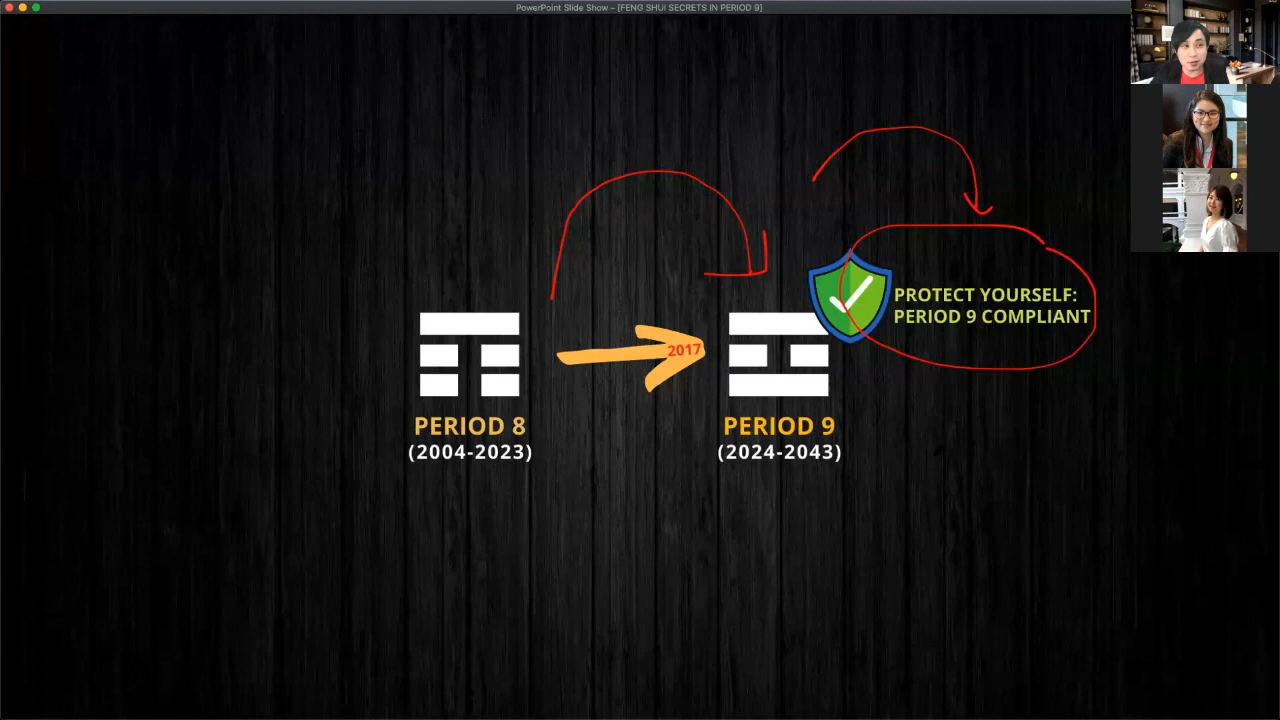 PowerPoint Slide Show – [FENG SHUI SECRETS IN PERIOD 9]
2017
PROTECT YOURSELF:
PERIOD 9 COMPLIANT
PERIOD 8
(2004-2023)
PERIOD 9
(2024-2043)